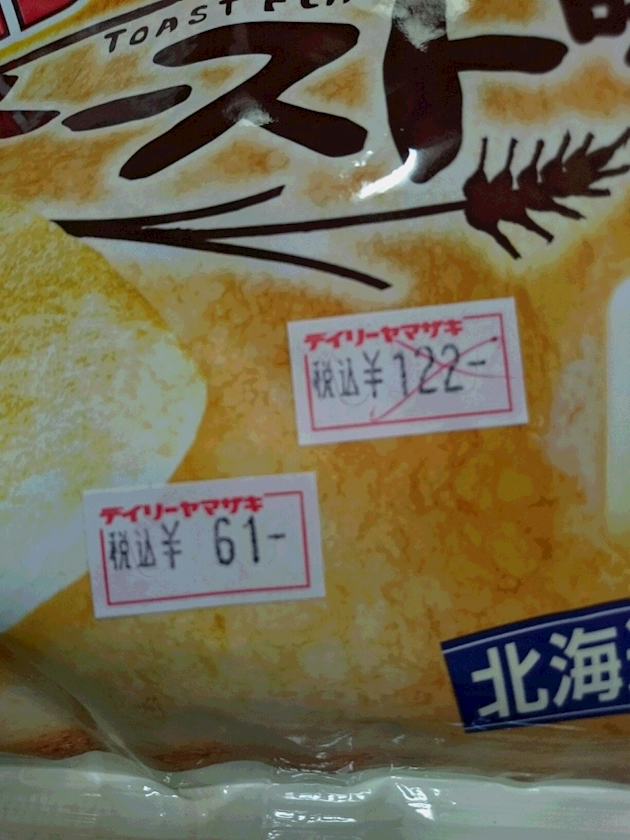 TOAST
ースト
デイリーヤマザキ
税込¥122-
デイリーヤマザキ
税込¥ 61-
北海